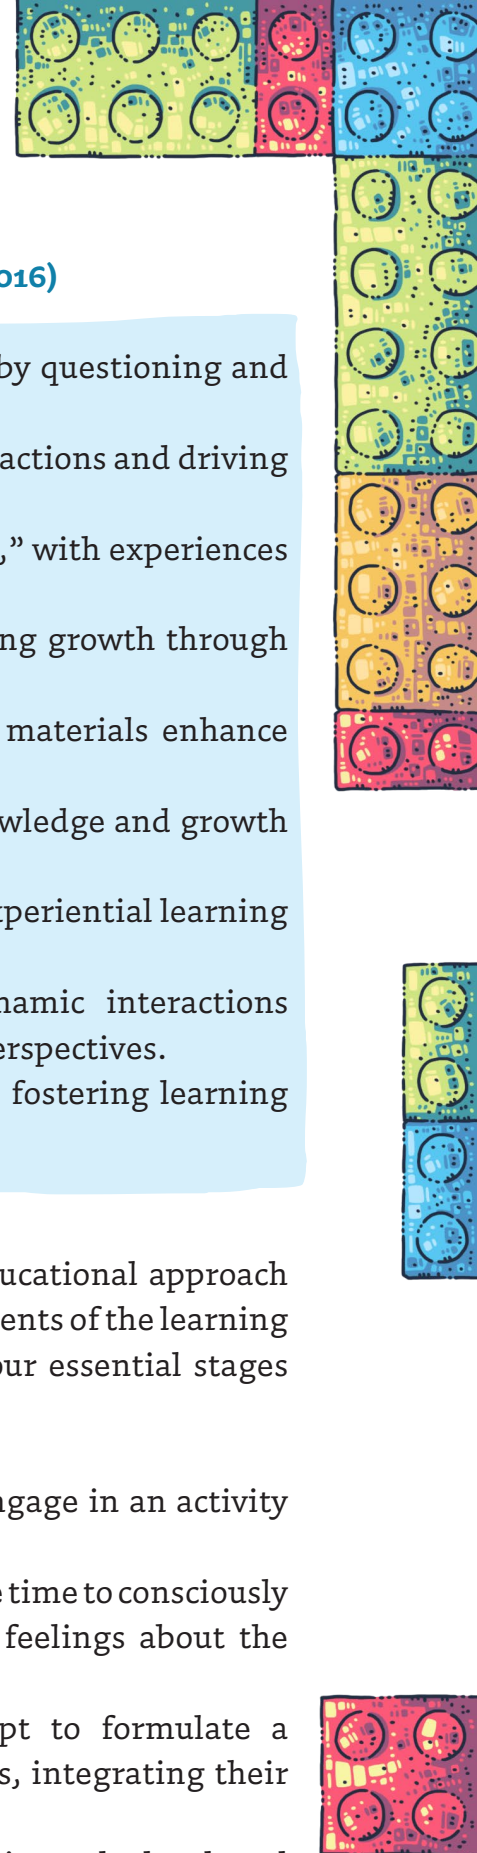 016)
by questioning and
actions and driving
,” with experiences
ng growth through
materials enhance
wledge and growth
periential learning
namic interactions
erspectives.
fostering learning
ucational approach
ents of the learning
our essential stages
ngage in an activity
time to consciously
feelings about the
pt to formulate a
s, integrating their